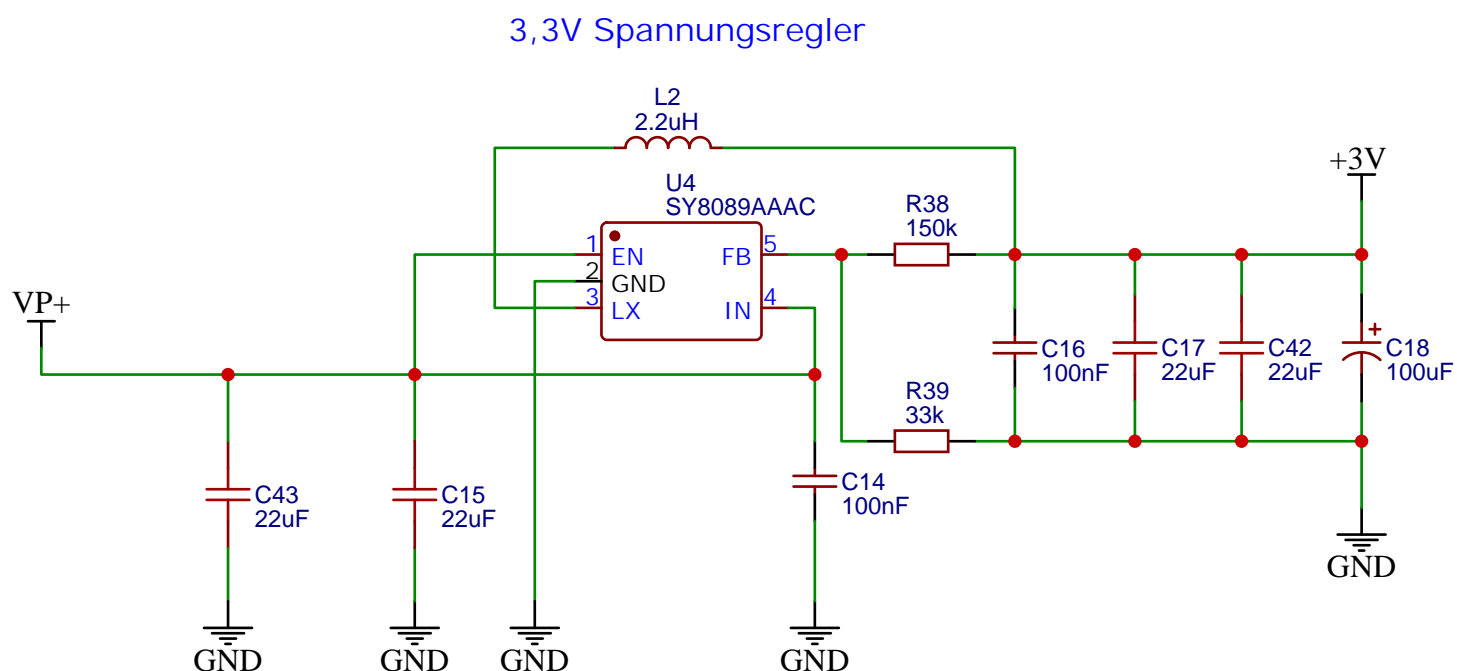 3,3V Spannungsregler
L2
2.2uH
+3V
U4
SY8089AAAC
R38
150k
1
EN
FB
5
2
GND
3
LX
IN
4
VP+
C16
100nF
C17
22uF
C42
22uF
+
C18
100uF
R39
33k
C43
22uF
C15
22uF
C14
100nF
GND
GND
GND
GND
GND